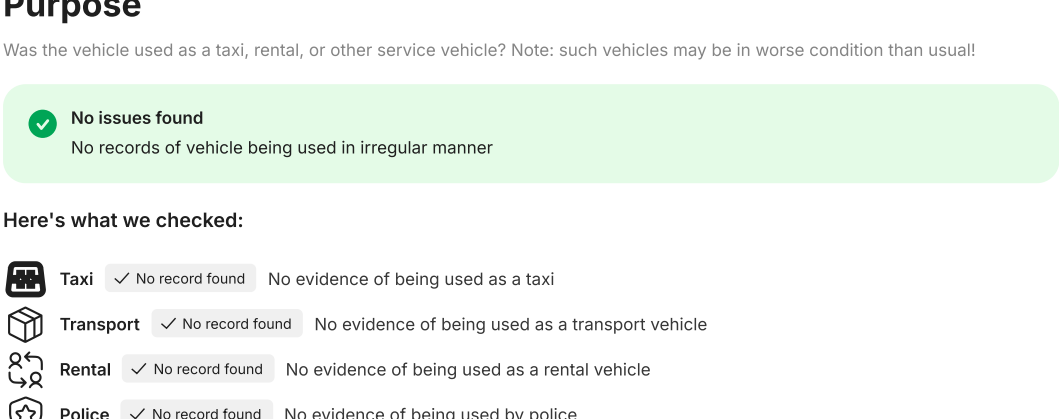 Purpose
Was the vehicle used as a taxi, rental, or other service vehicle? Note: such vehicles may be in worse condition than usual!
No issues found
No records of vehicle being used in irregular manner
Here's what we checked:
Taxi No record found No evidence of being used as a taxi
Transport No record found No evidence of being used as a transport vehicle
Rental No record found No evidence of being used as a rental vehicle
Police No record found No evidence of being used by police